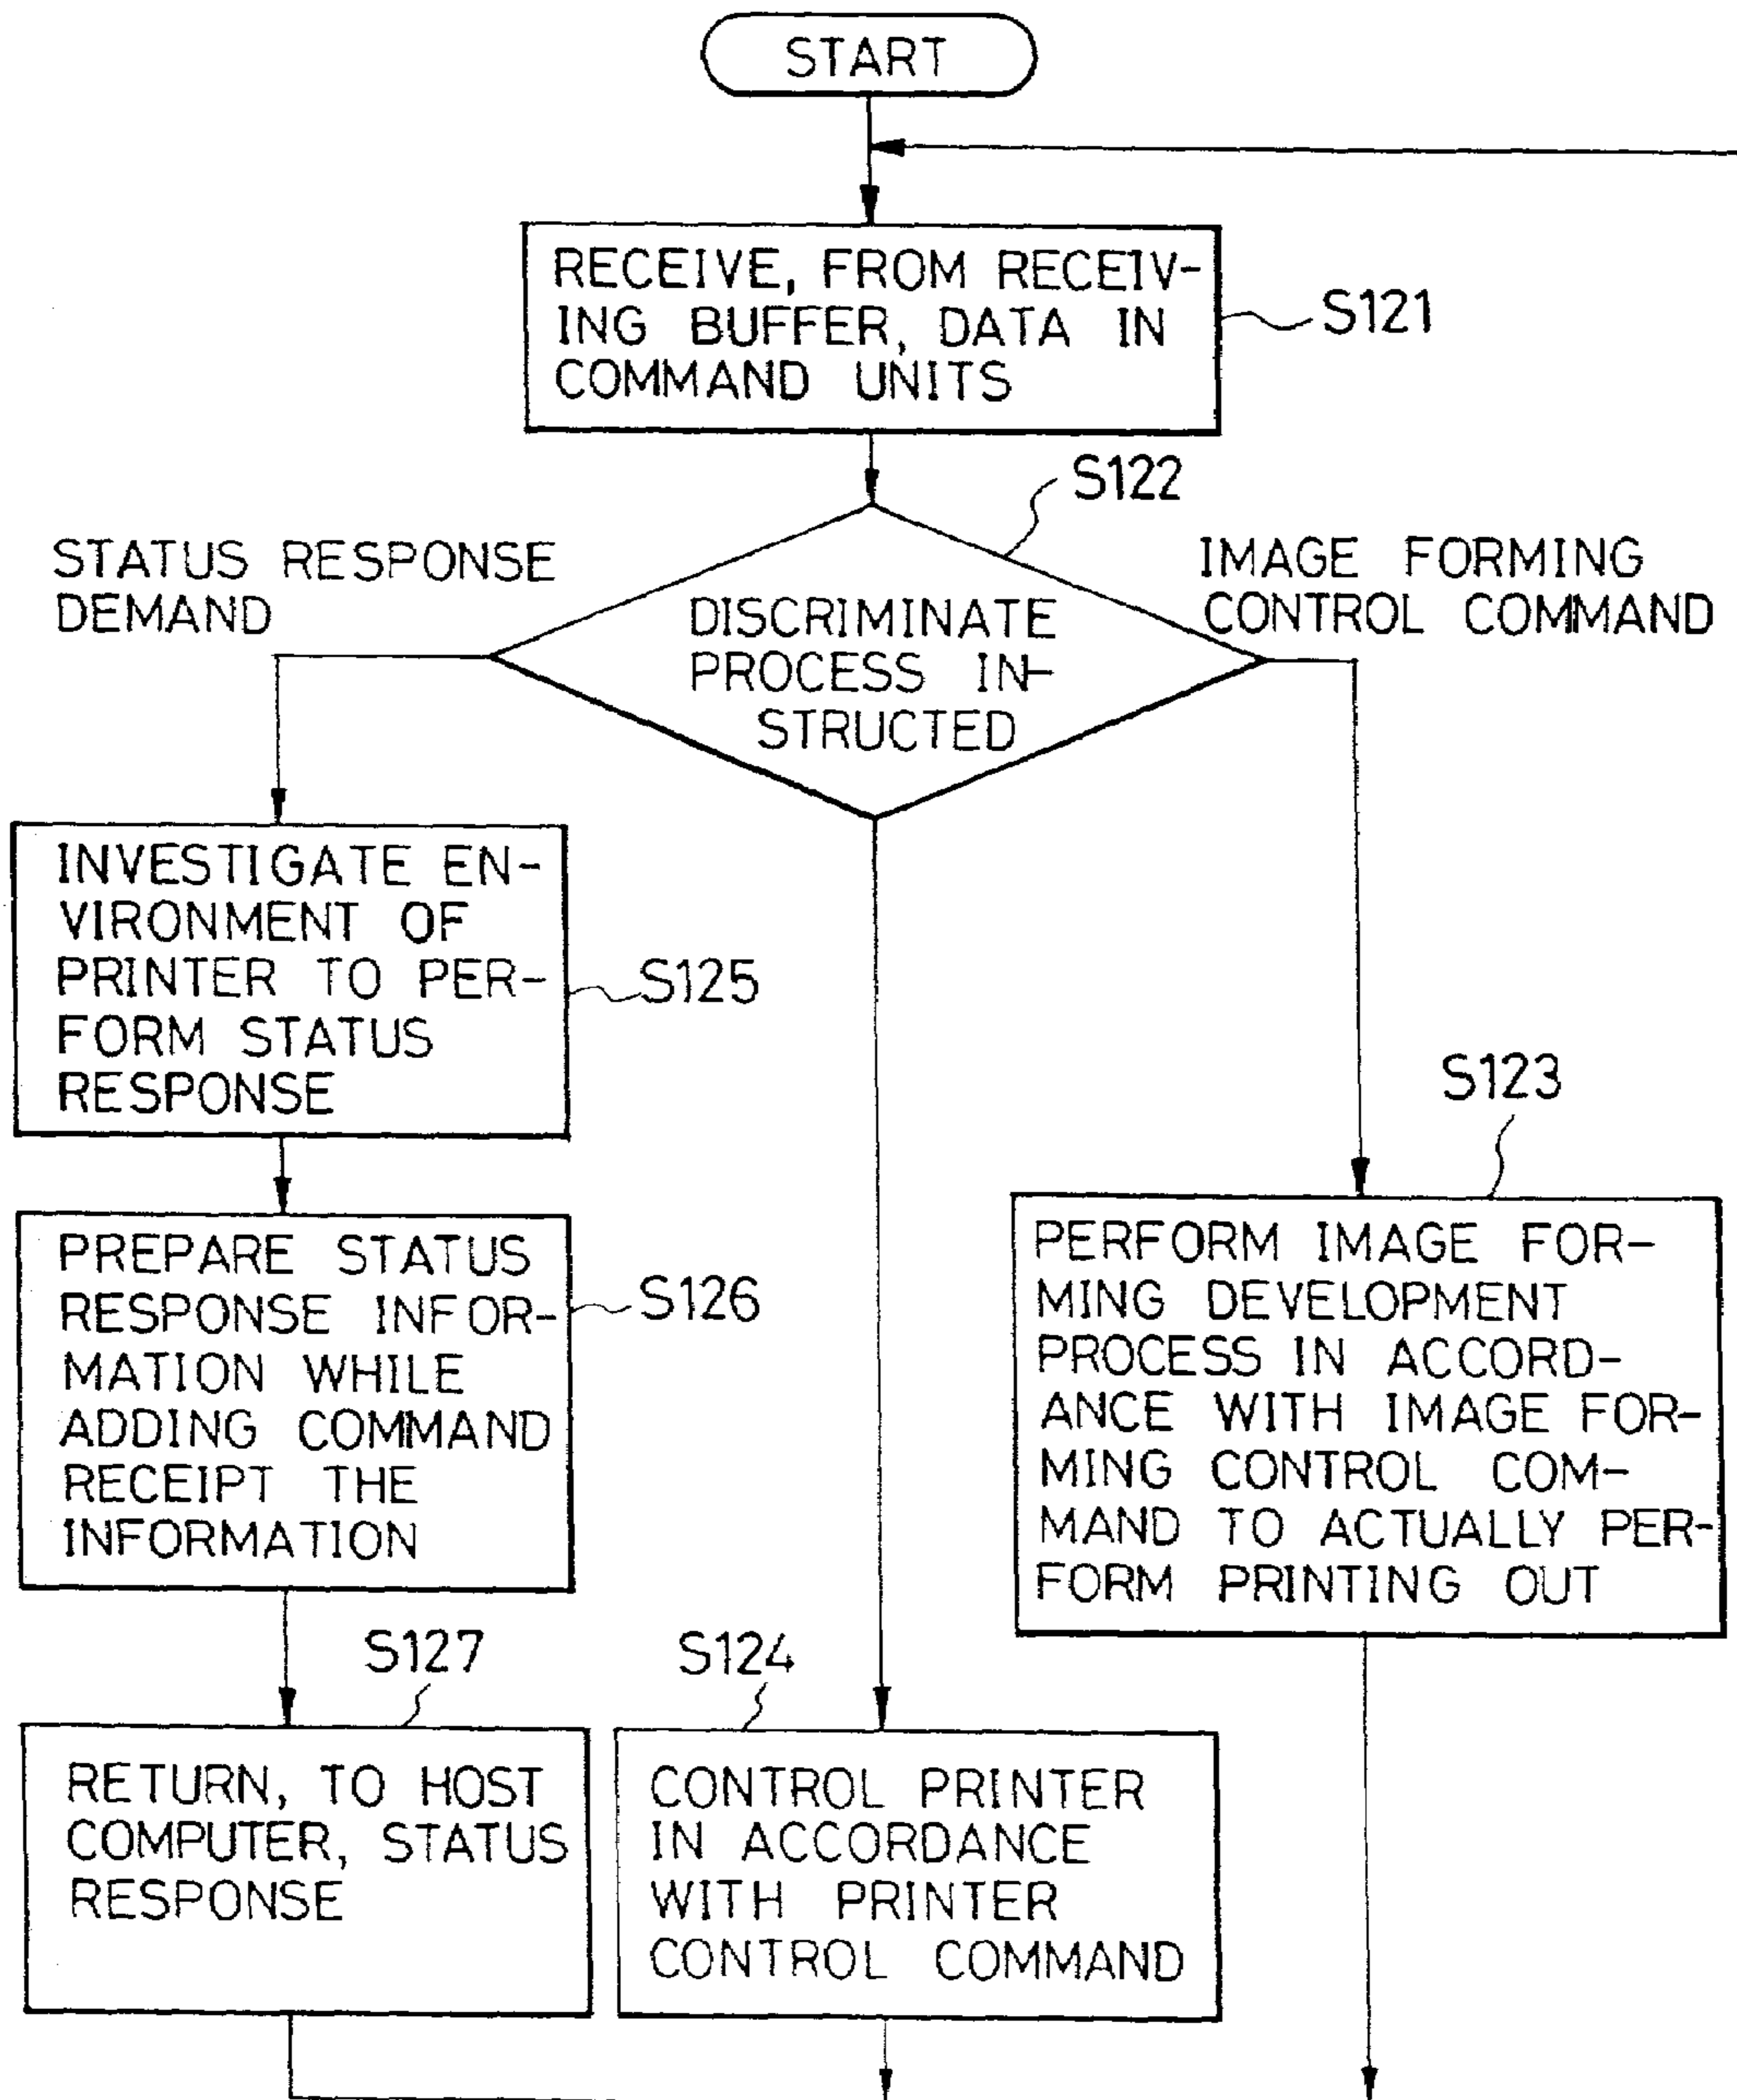 START
RECEIVE, FROM RECEIV-
ING BUFFER, DATA IN
COMMAND UNITS
S121
S122
STATUS RESPONSE
DEMAND
IMAGE FORMING
CONTROL COMMAND
DISCRIMINATE
PROCESS IN-
STRUCTED
INVESTIGATE EN-
VIRONMENT OF
PRINTER TO PER-
FORM STATUS
RESPONSE
S125
S123
PREPARE STATUS
RESPONSE INFOR-
MATION WHILE
ADDING COMMAND
RECEIPT THE
INFORMATION
S126
PERFORM IMAGE FOR-
MING DEVELOPMENT
PROCESS IN ACCORD-
ANCE WITH IMAGE FOR-
MING CONTROL COM-
MAND TO ACTUALLY PER-
FORM PRINTING OUT
S127
S124
RETURN, TO HOST
COMPUTER, STATUS
RESPONSE
CONTROL PRINTER
IN ACCORDANCE
WITH PRINTER
CONTROL COMMAND